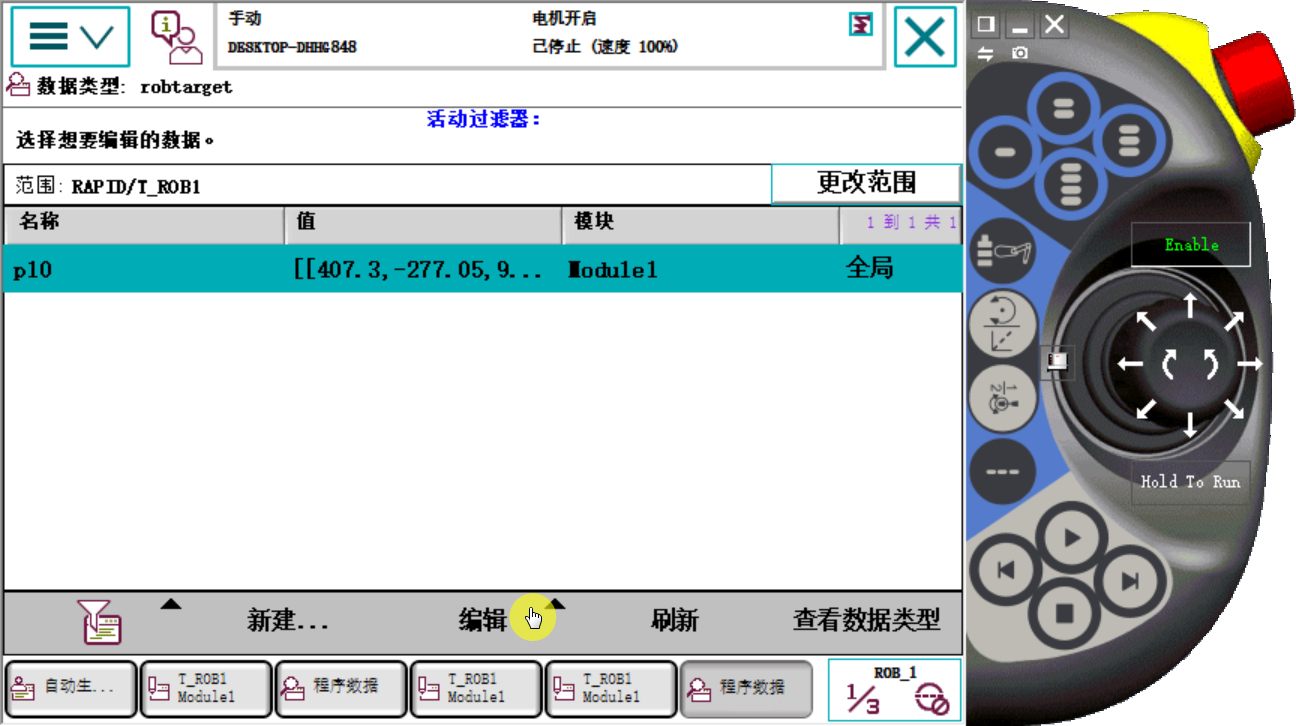 手动
DESKTOP-DHHG848
电机开启
己停止 (速度 100%)
数据类型: robtarget
活动过滤器:
选择想要编辑的数据。
范围: RAPID/T_ROB1
更改范围
名称 值 模块 1 到 1 共 1
p10 [[407.3,-277.05,9... Module1 全局
新建... 编辑 刷新 查看数据类型
自动生...
T_ROB1
Module1
程序数据
T_ROB1
Module1
T_ROB1
Module1
程序数据
ROB_1
1/3
Enable
Hold To Run